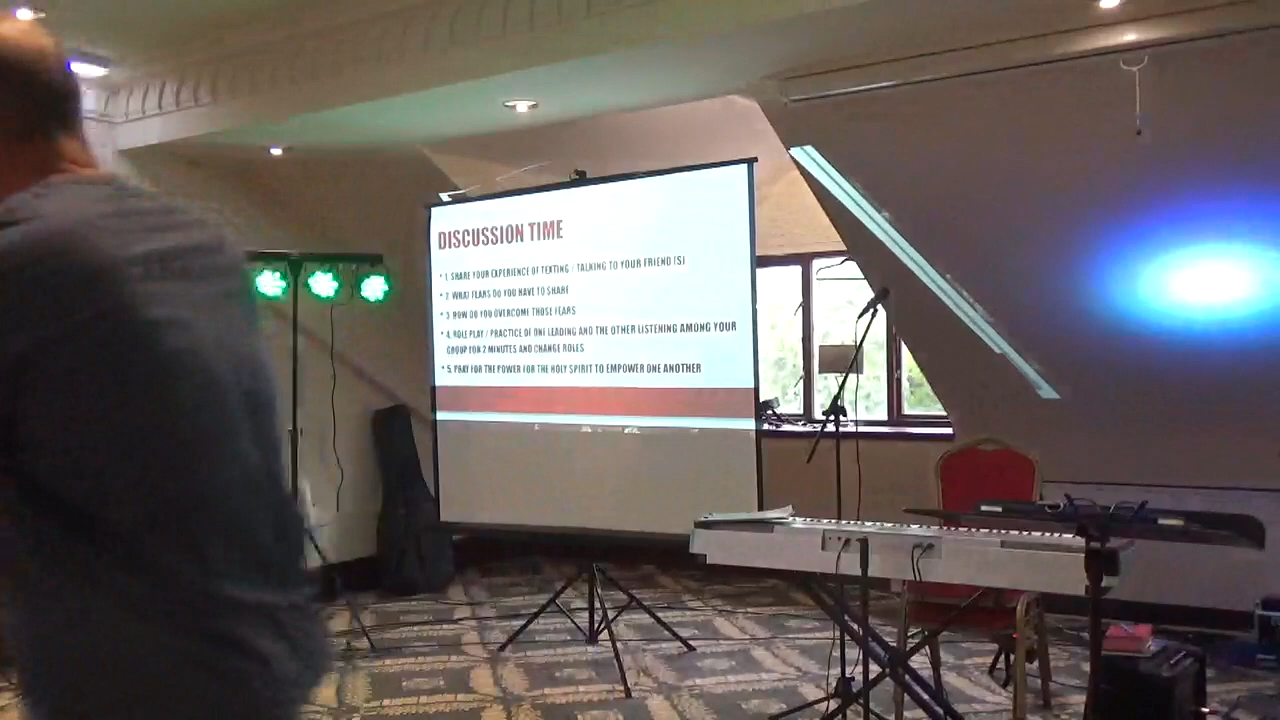 DISCUSSION TIME
• 1. SHARE YOUR EXPERIENCE OF TEXTING / TALKING TO YOUR FRIEND (S)
• 2. WHAT FEARS DO YOU HAVE TO SHARE
• 3. HOW DO YOU OVERCOME THOSE FEARS
• 4. ROLE PLAY / PRACTICE OF ONE LEADING AND THE OTHER LISTENING AMONG YOUR
GROUP FOR 2 MINUTES AND CHANGE ROLES
• 5. PRAY FOR THE POWER FOR THE HOLY SPIRIT TO EMPOWER ONE ANOTHER